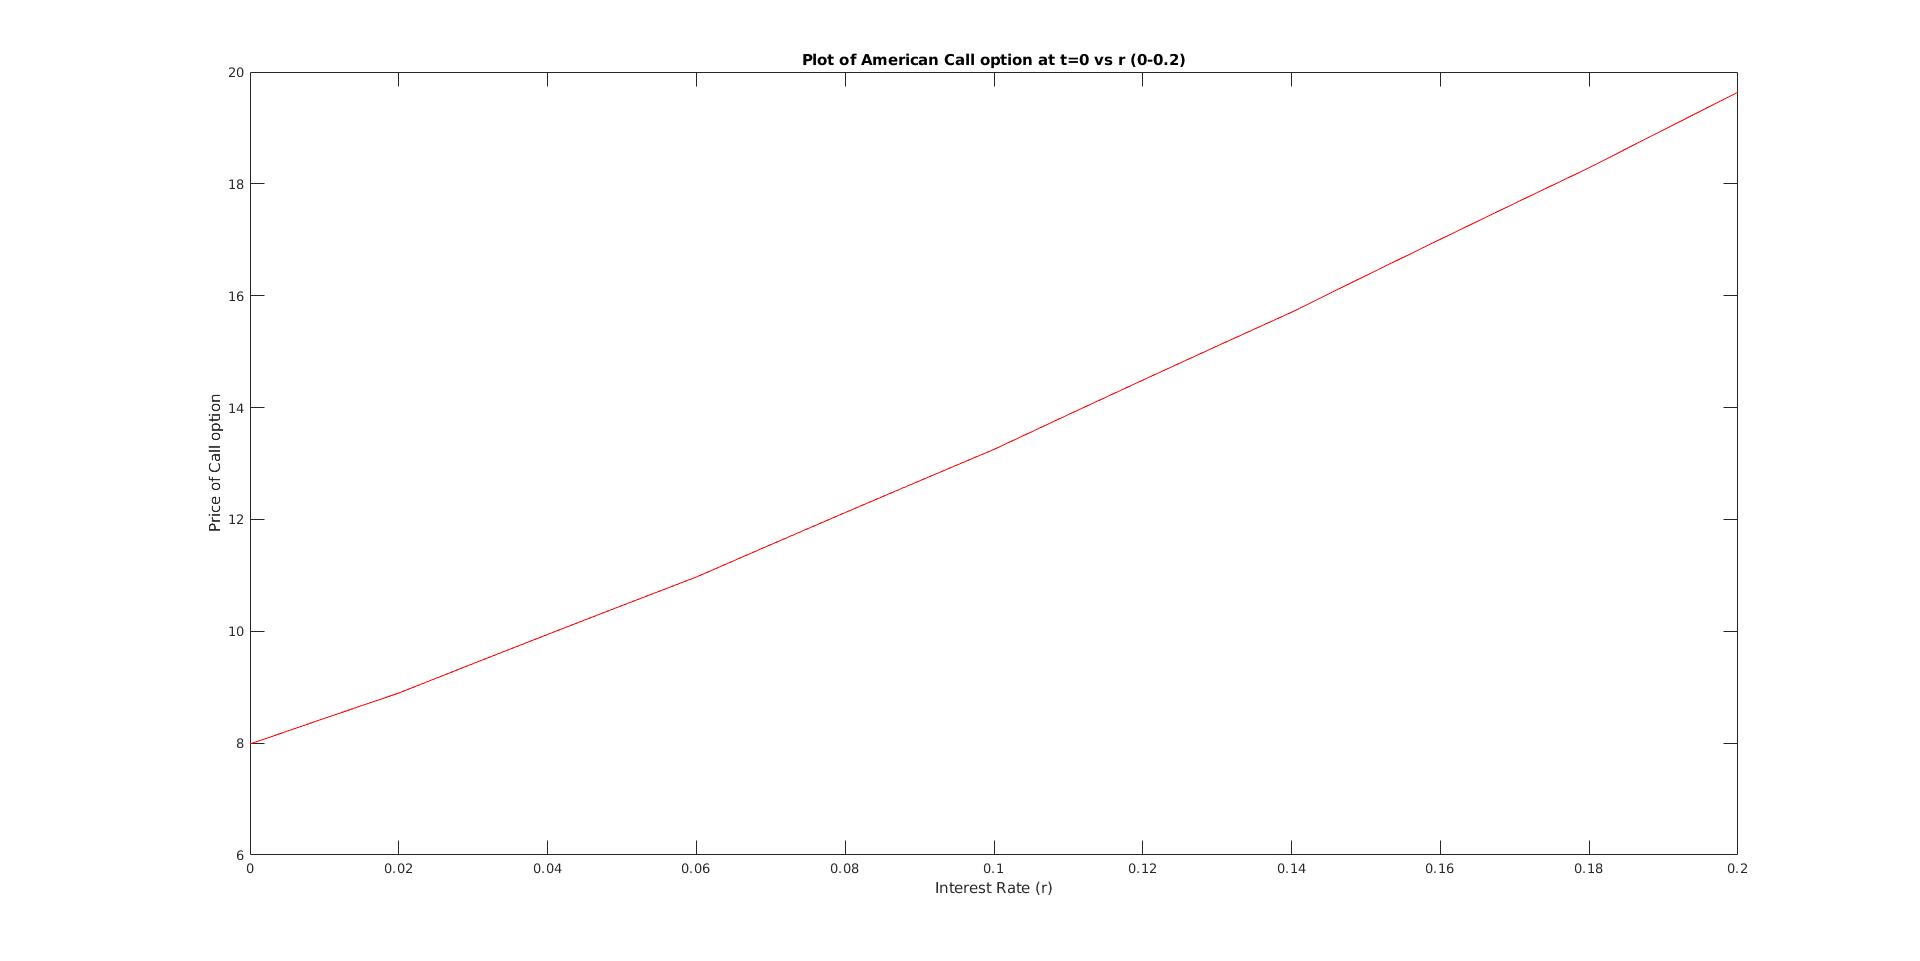 Plot of American Call option at t=0 vs r (0-0.2)
20
18
16
14
12
10
8
6
Price of Call option
0 0.02 0.04 0.06 0.08 0.1 0.12 0.14 0.16 0.18 0.2
Interest Rate (r)